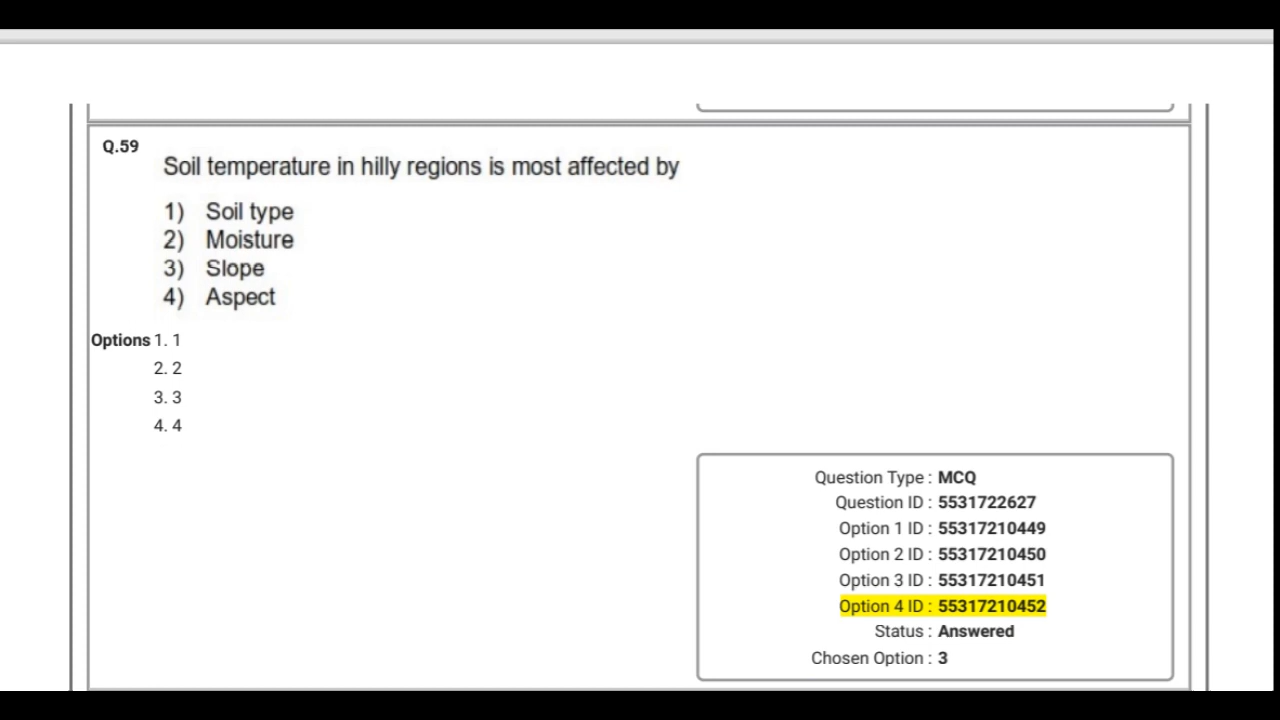 Q.59
Soil temperature in hilly regions is most affected by
1) Soil type
2) Moisture
3) Slope
4) Aspect
Options 1. 1
2. 2
3. 3
4. 4
Question Type : MCQ
Question ID : 5531722627
Option 1 ID : 55317210449
Option 2 ID : 55317210450
Option 3 ID : 55317210451
Option 4 ID : 55317210452
Status : Answered
Chosen Option : 3